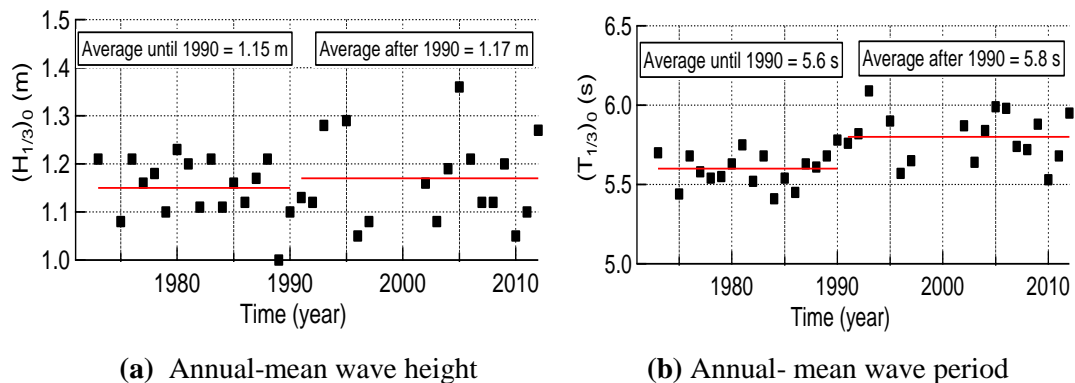 1.5
1.4
1.3
1.2
1.1
1.0
(H1/3)0 (m)
Average until 1990 = 1.15 m
Average after 1990 = 1.17 m
1980
1990
2000
2010
Time (year)
(a) Annual-mean wave height
6.5
6.0
5.5
5.0
(T1/3)0 (s)
Average until 1990 = 5.6 s
Average after 1990 = 5.8 s
1980
1990
2000
2010
Time (year)
(b) Annual- mean wave period